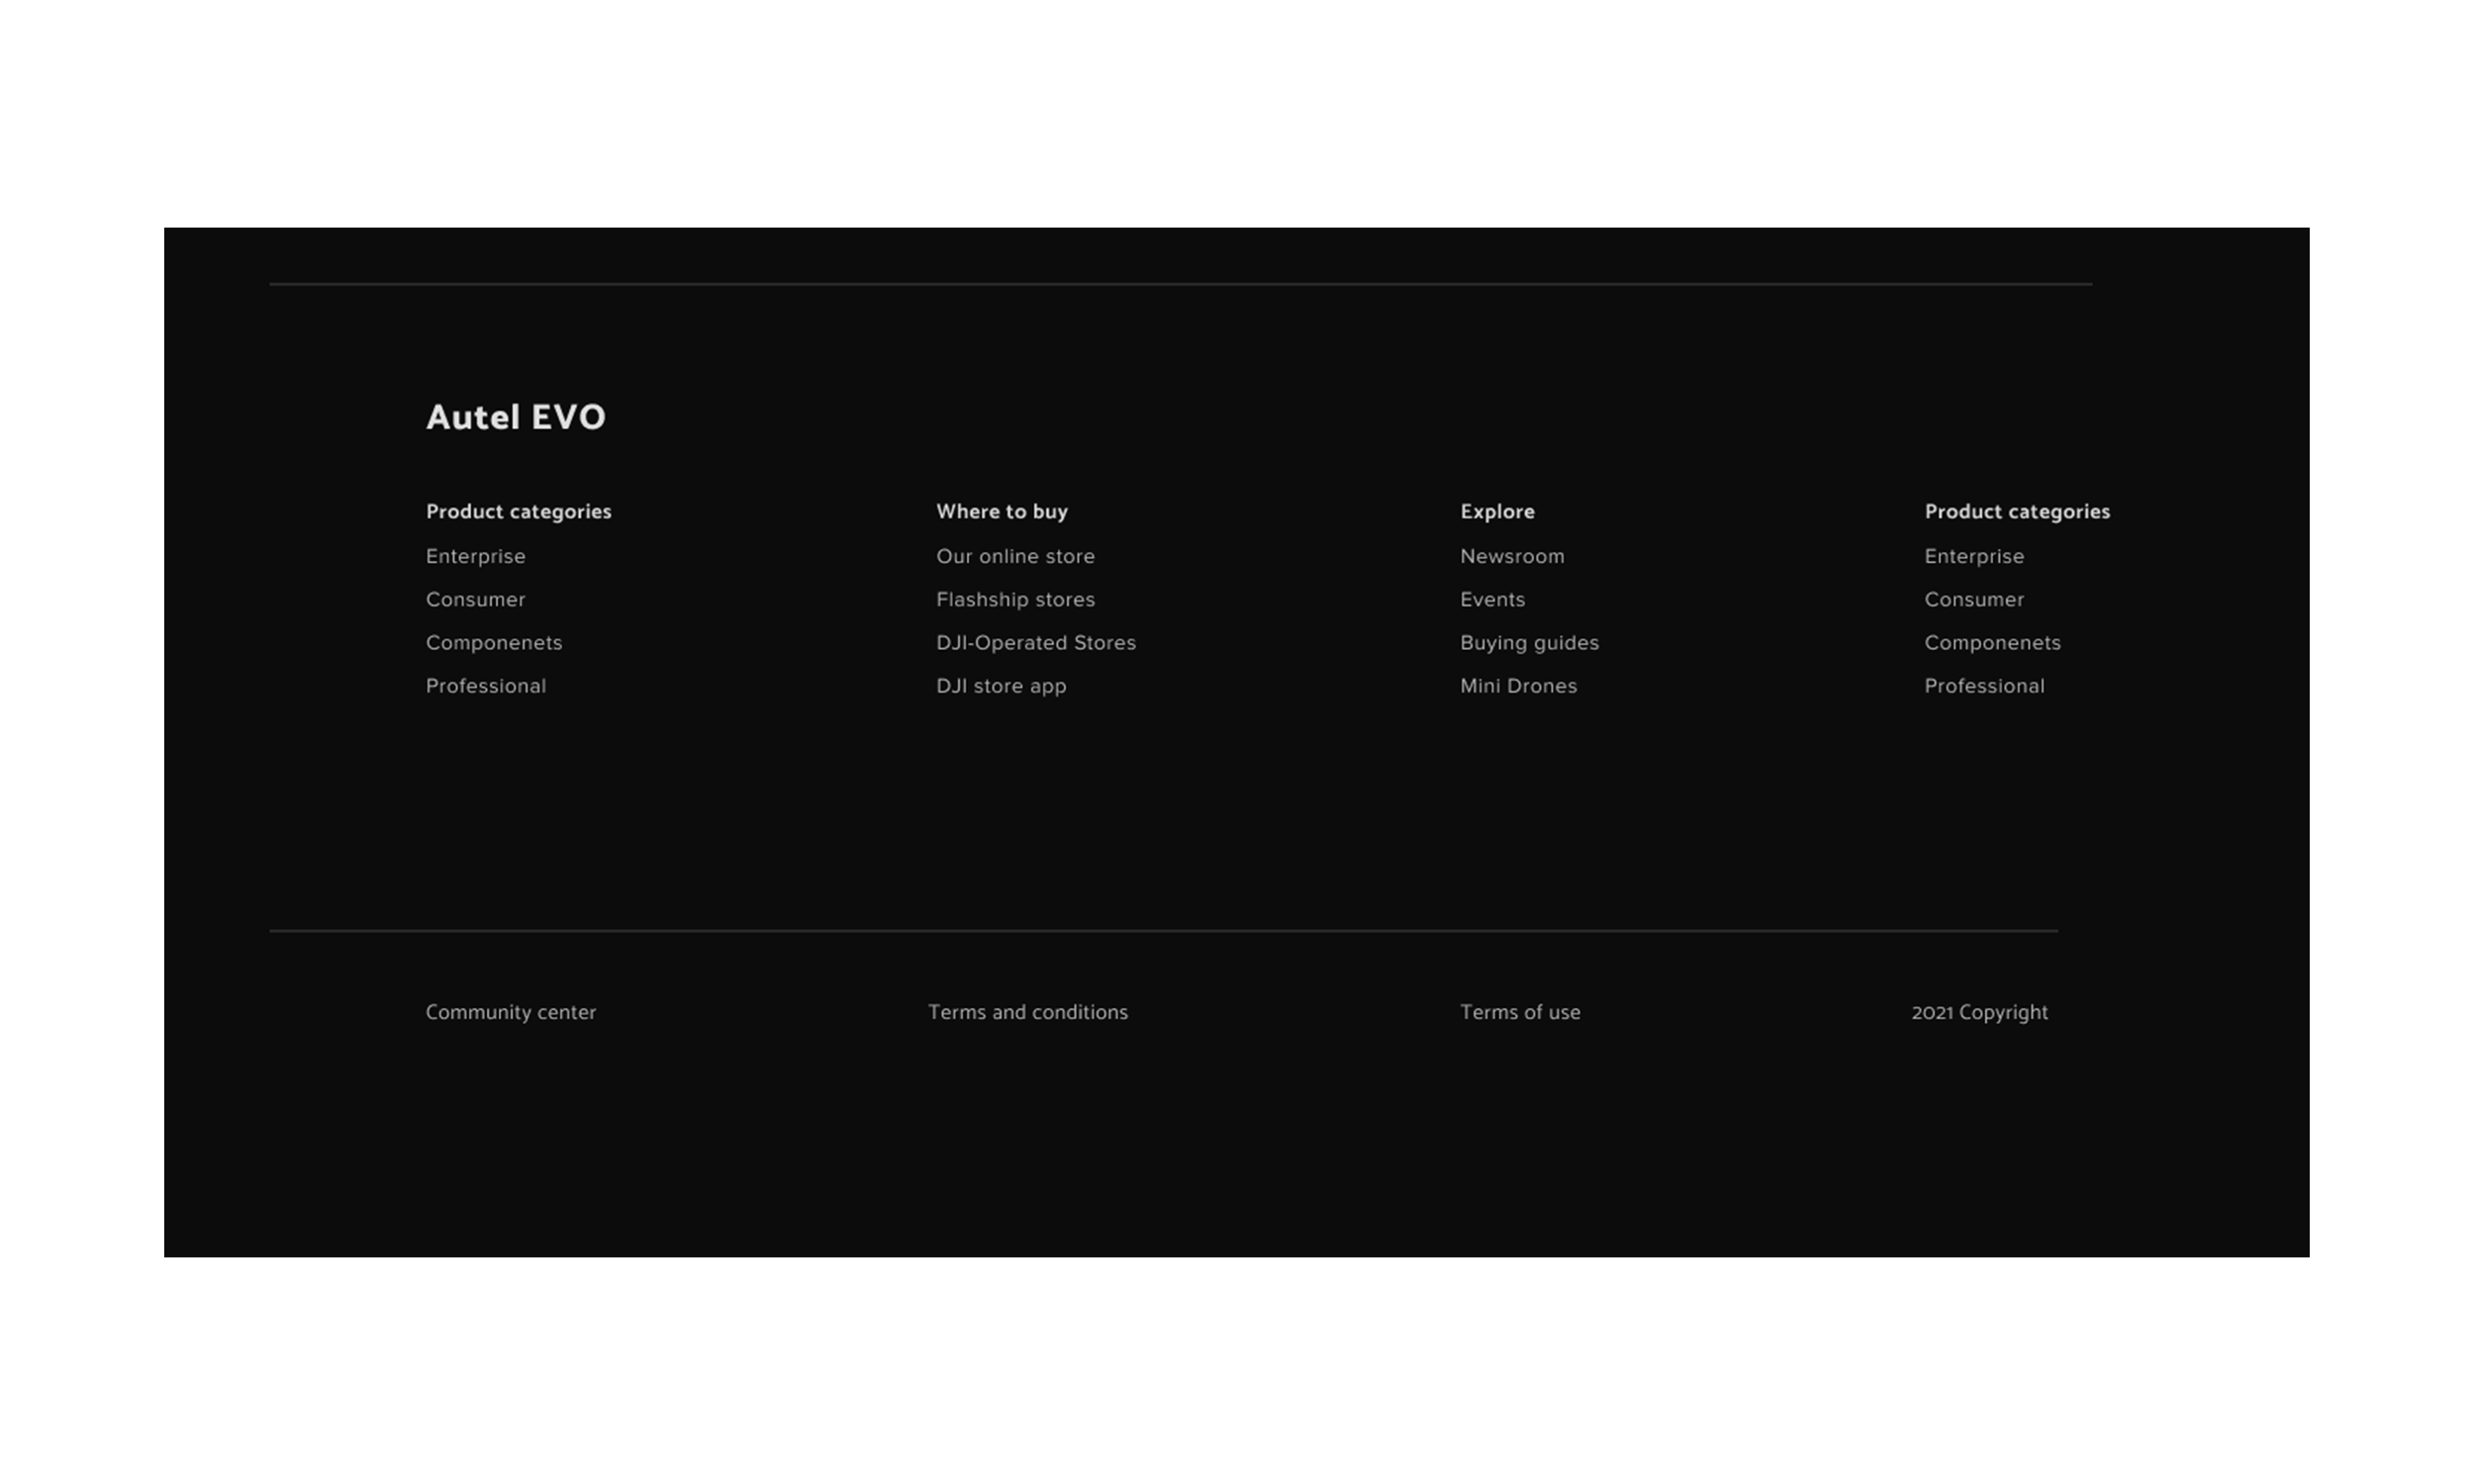 Autel EVO
Product categories
Enterprise
Consumer
Componenets
Professional
Where to buy
Our online store
Flashship stores
DJI-Operated Stores
DJI store app
Explore
Newsroom
Events
Buying guides
Mini Drones
Product categories
Enterprise
Consumer
Componenets
Professional
Community center
Terms and conditions
Terms of use
2021 Copyright